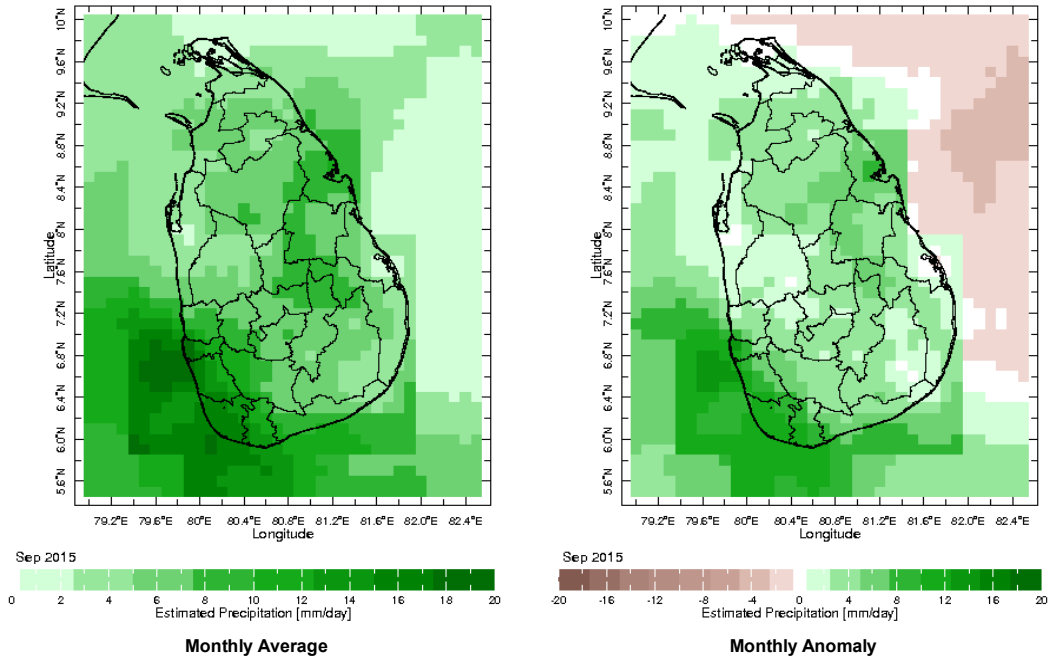 10°N
9.6°N
9.2°N
8.8°N
8.4°N
8°N
7.6°N
7.2°N
6.8°N
6.4°N
6.0°N
5.6°N
Latitude
79.2°E 79.6°E 80°E 80.4°E 80.8°E 81.2°E 81.6°E 82.0°E 82.4°E
Longitude
Sep 2015
0 2 4 6 8 10 12 14 16 18 20
Estimated Precipitation [mm/day]
Monthly Average
10°N
9.6°N
9.2°N
8.8°N
8.4°N
8°N
7.6°N
7.2°N
6.8°N
6.4°N
6.0°N
5.6°N
Latitude
79.2°E 79.6°E 80°E 80.4°E 80.8°E 81.2°E 81.6°E 82.0°E 82.4°E
Longitude
Sep 2015
-20 -16 -12 -8 -4 0 4 8 12 16 20
Estimated Precipitation [mm/day]
Monthly Anomaly